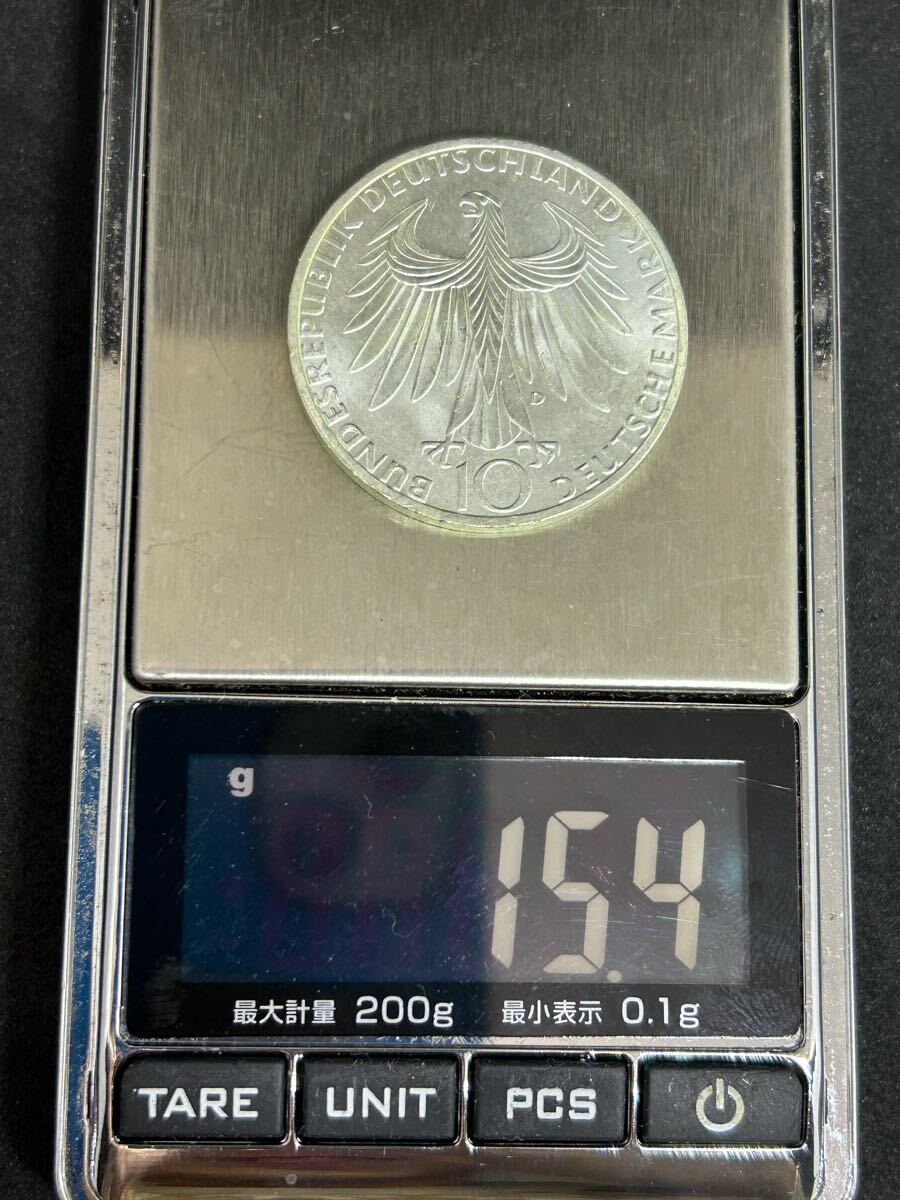 BUNDESREPUBLIK DEUTSCHLAND
DEUTSCHE MARK
D
10
g
15.4
最大計量 200g 最小表示 0.1g
TARE UNIT PCS